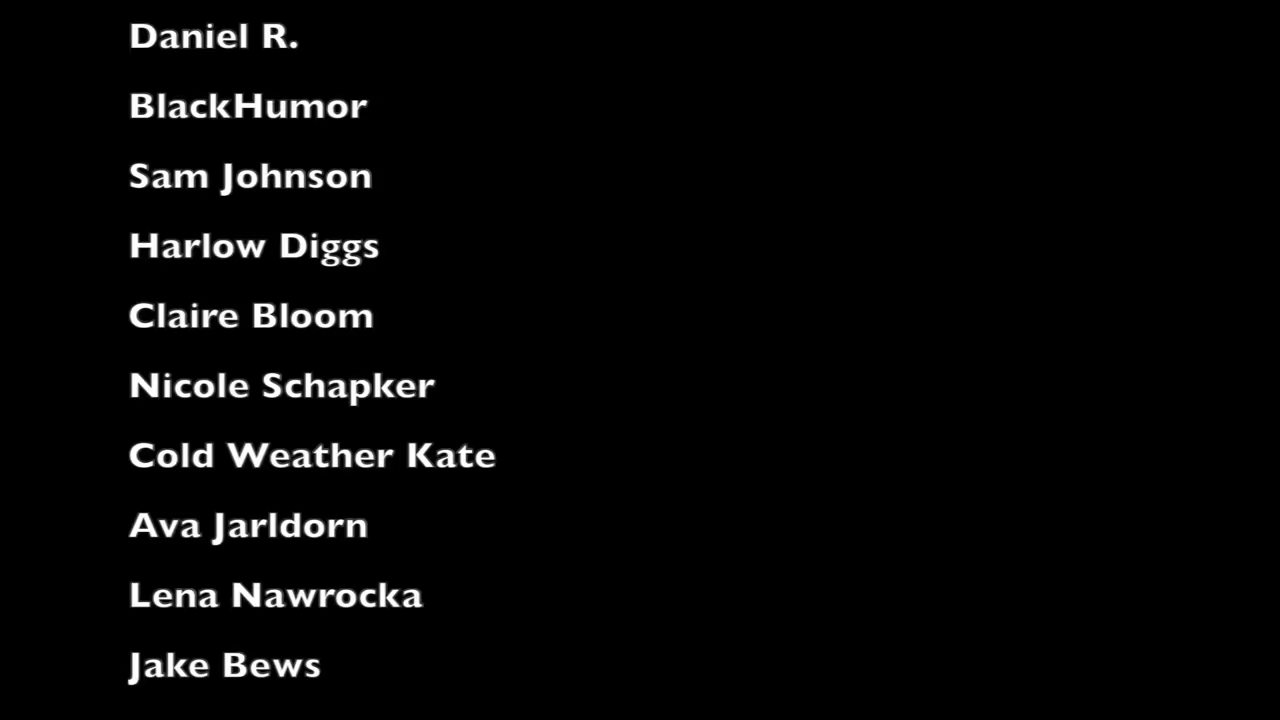 Daniel R.
BlackHumor
Sam Johnson
Harlow Diggs
Claire Bloom
Nicole Schapker
Cold Weather Kate
Ava Jarldorn
Lena Nawrocka
Jake Bews